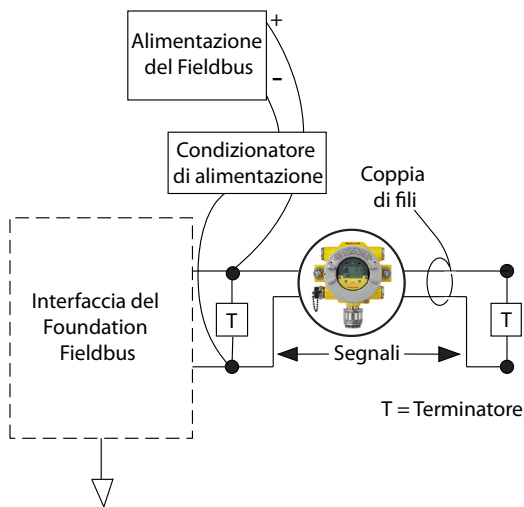 Alimentazione
del Fieldbus
+
–
Condizionatore
di alimentazione
Coppia
di fili
Interfaccia del
Foundation
Fieldbus
T
T
Segnali
T = Terminatore